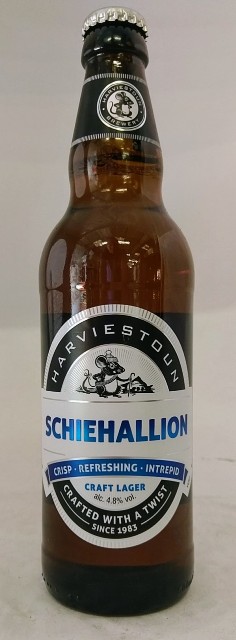 HARVIESTOUN
BREWERY
HARVIESTOUN
SCHIEHALLION
CRISP · REFRESHING · INTREPID
CRAFT LAGER
alc. 4.8% vol.
CRAFTED WITH A TWIST
SINCE 1983